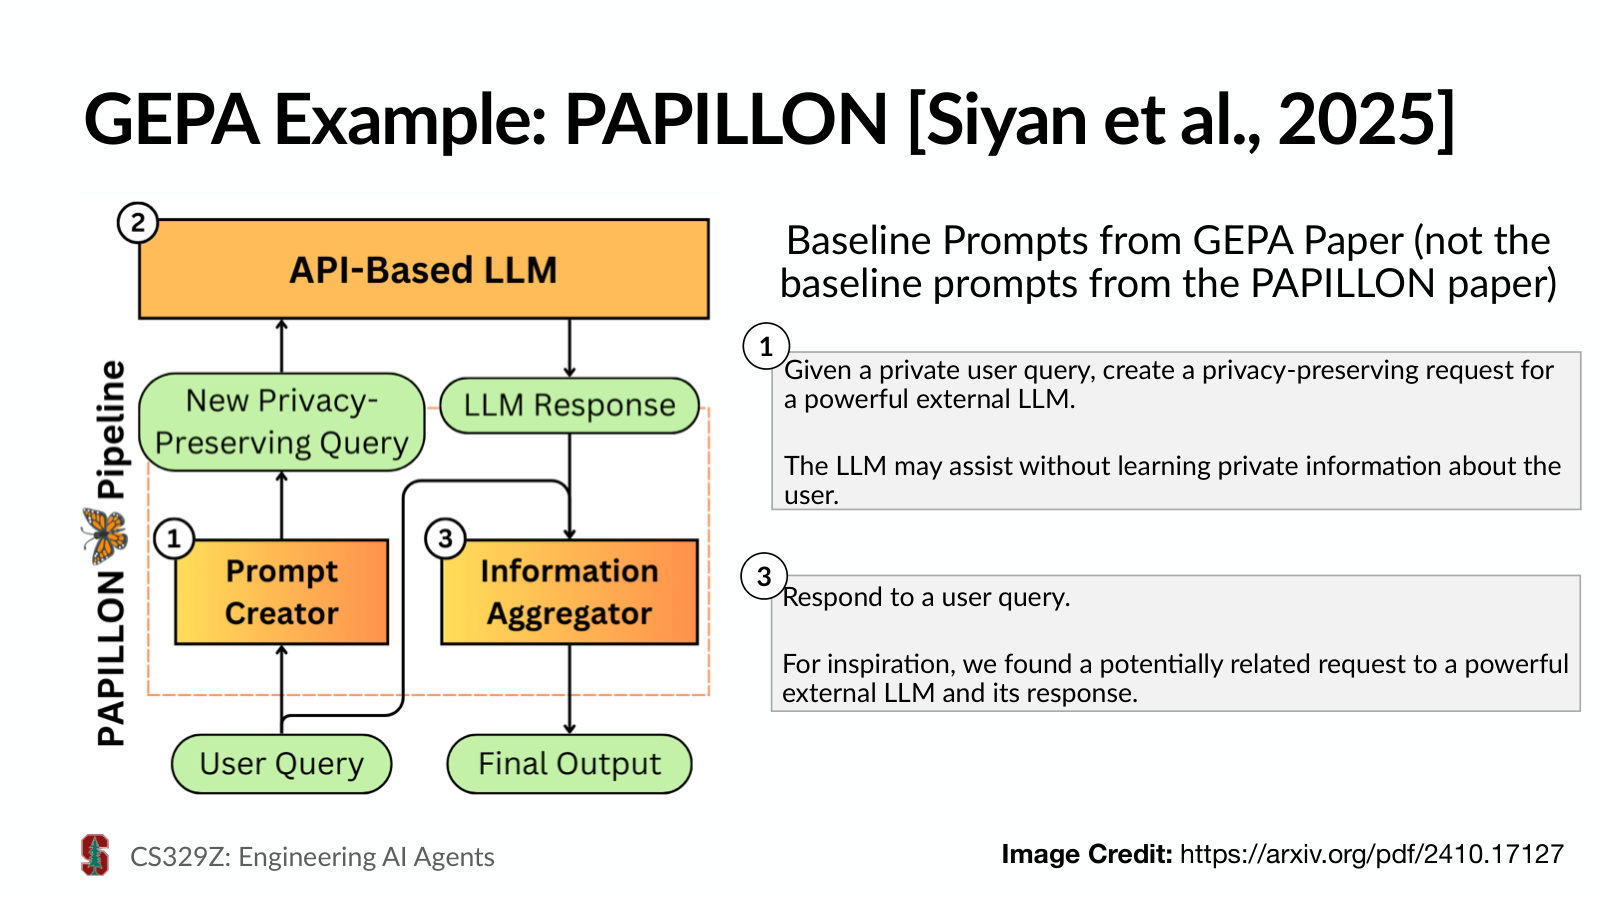 GEPA Example: PAPILLON [Siyan et al., 2025]
2
API-Based LLM
New Privacy-
Preserving Query
LLM Response
PAPILLON Pipeline
1
Prompt
Creator
3
Information
Aggregator
User Query
Final Output
Baseline Prompts from GEPA Paper (not the
baseline prompts from the PAPILLON paper)
1
Given a private user query, create a privacy-preserving request for
a powerful external LLM.
The LLM may assist without learning private information about the
user.
3
Respond to a user query.
For inspiration, we found a potentially related request to a powerful
external LLM and its response.
CS329Z: Engineering AI Agents
Image Credit: https://arxiv.org/pdf/2410.17127